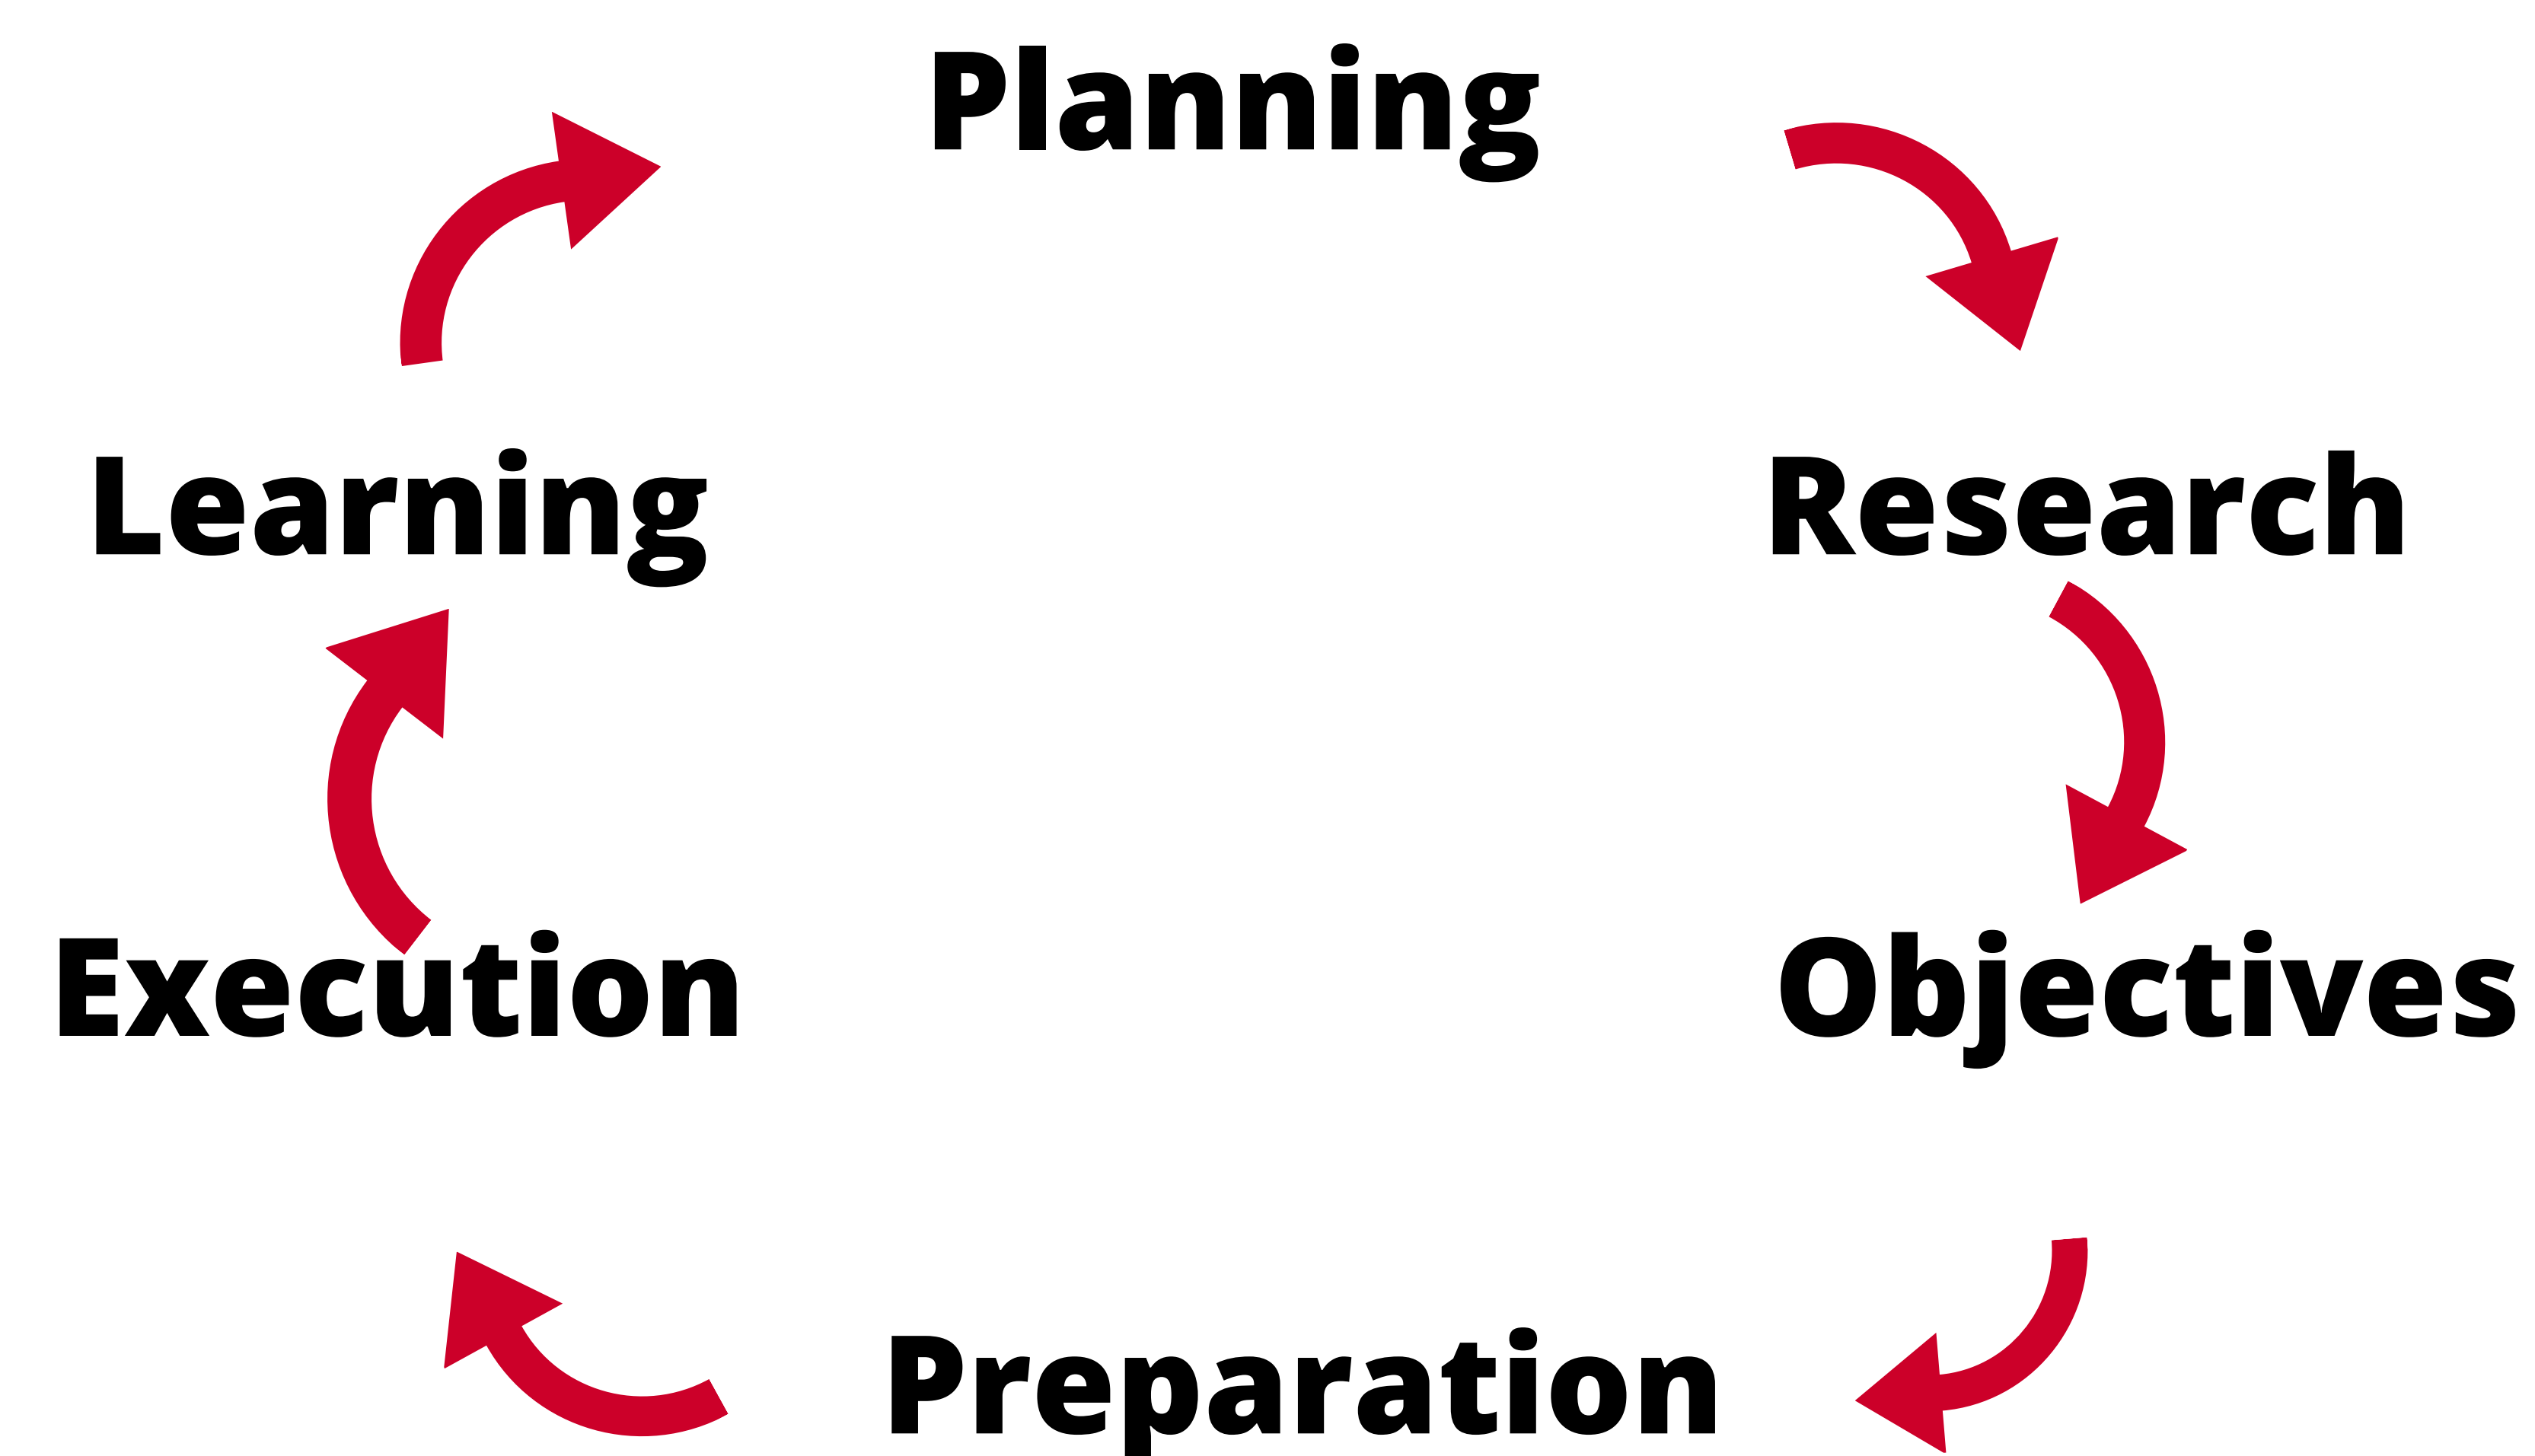 Planning
Learning
Research
Execution
Objectives
Preparation